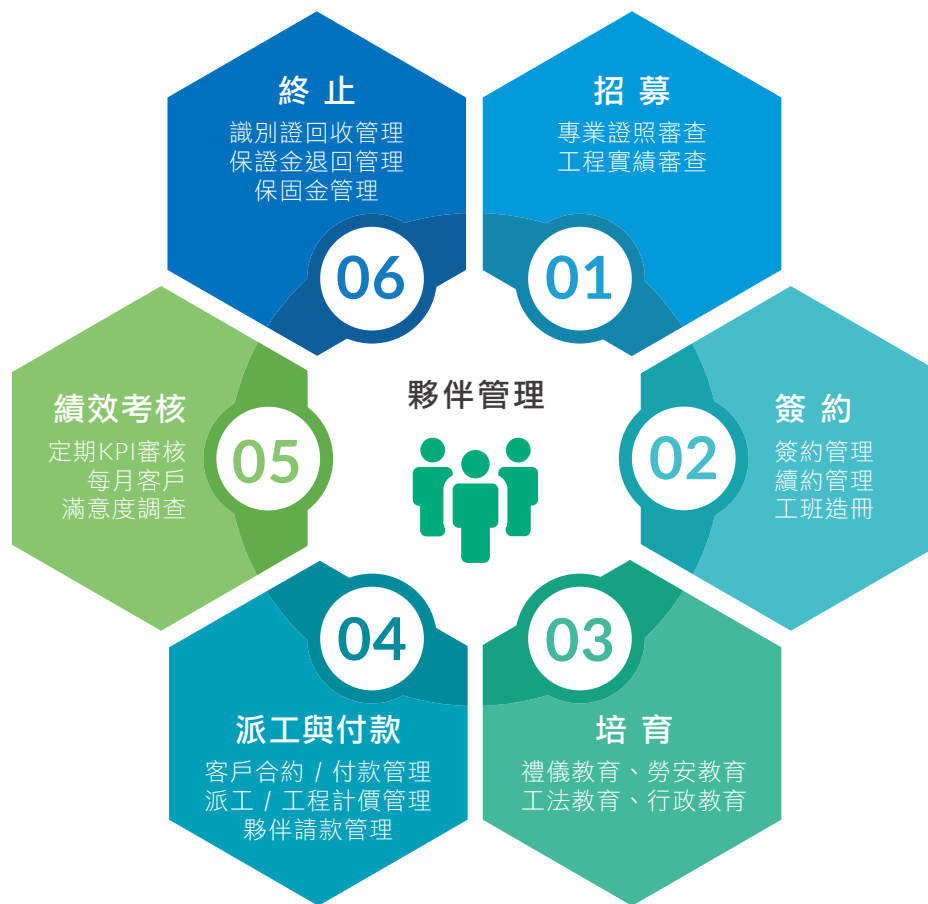 夥伴管理
01
招募
專業證照審查
工程實績審查
02
簽約
簽約管理
續約管理
工班造冊
03
培育
禮儀教育、勞安教育
工法教育、行政教育
04
派工與付款
客戶合約 / 付款管理
派工 / 工程計價管理
夥伴請款管理
05
績效考核
定期KPI審核
每月客戶
滿意度調查
06
終止
識別證回收管理
保證金退回管理
保固金管理